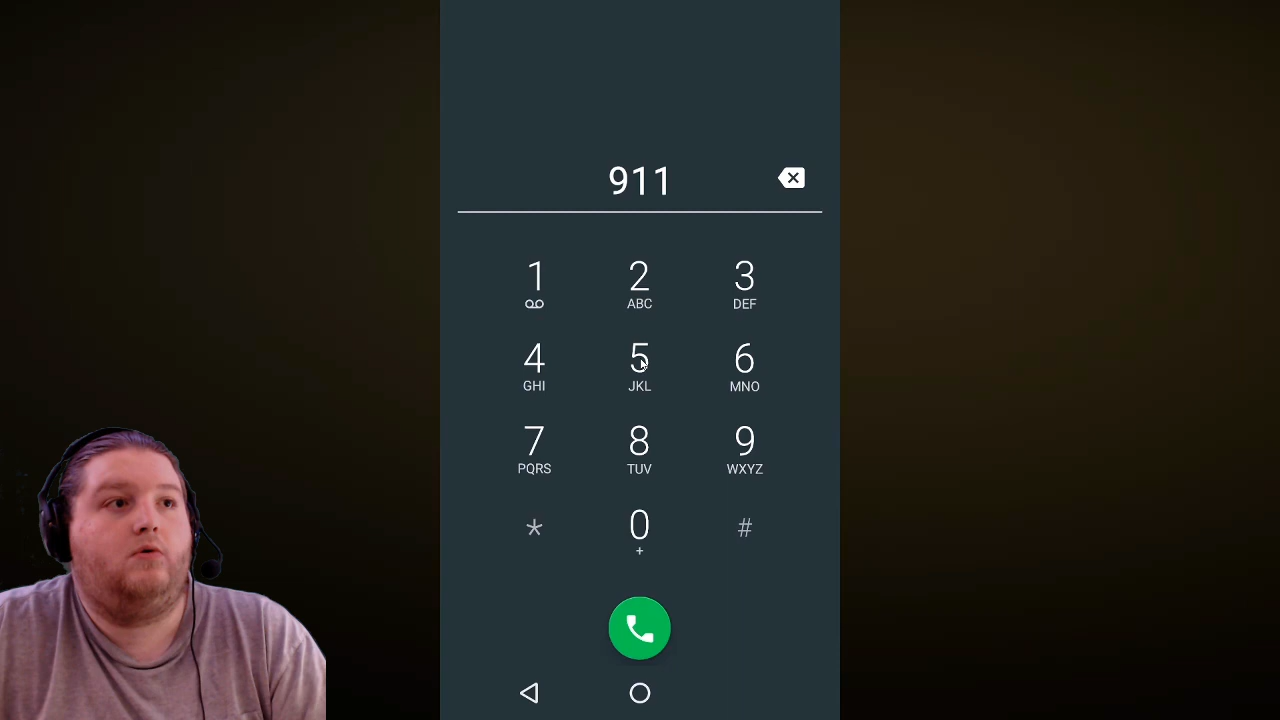 911
1 2 3
ABC DEF
4 5 6
GHI JKL MNO
7 8 9
PQRS TUV WXYZ
* 0 #
+